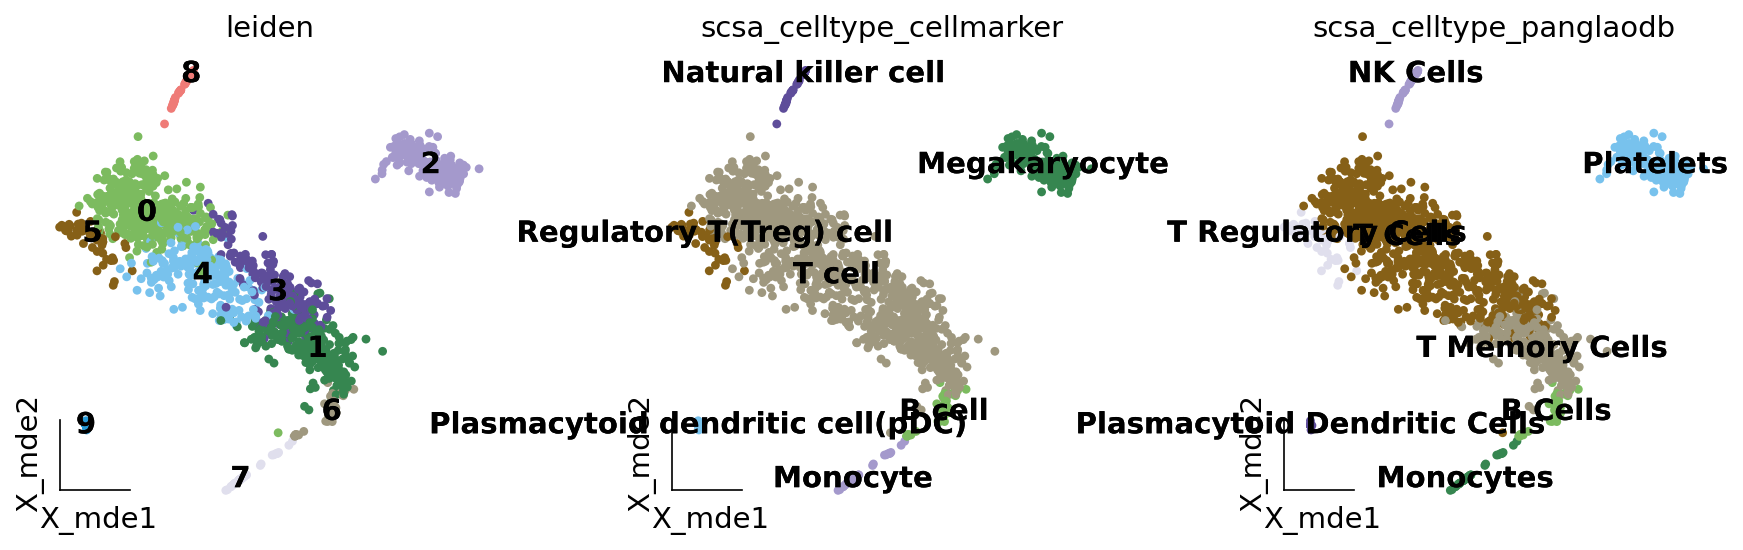 leiden
8
2
0
5
4
3
1
6
9
7
X_mde2
X_mde1
scsa_celltype_cellmarker
Natural killer cell
Megakaryocyte
Regulatory T(Treg) cell
T cell
B cell
Plasmacytoid dendritic cell(pDC)
Monocyte
X_mde2
X_mde1
scsa_celltype_panglaodb
NK Cells
Platelets
T Regulatory Cells
T Cells
T Memory Cells
B Cells
Plasmacytoid Dendritic Cells
Monocytes
X_mde2
X_mde1